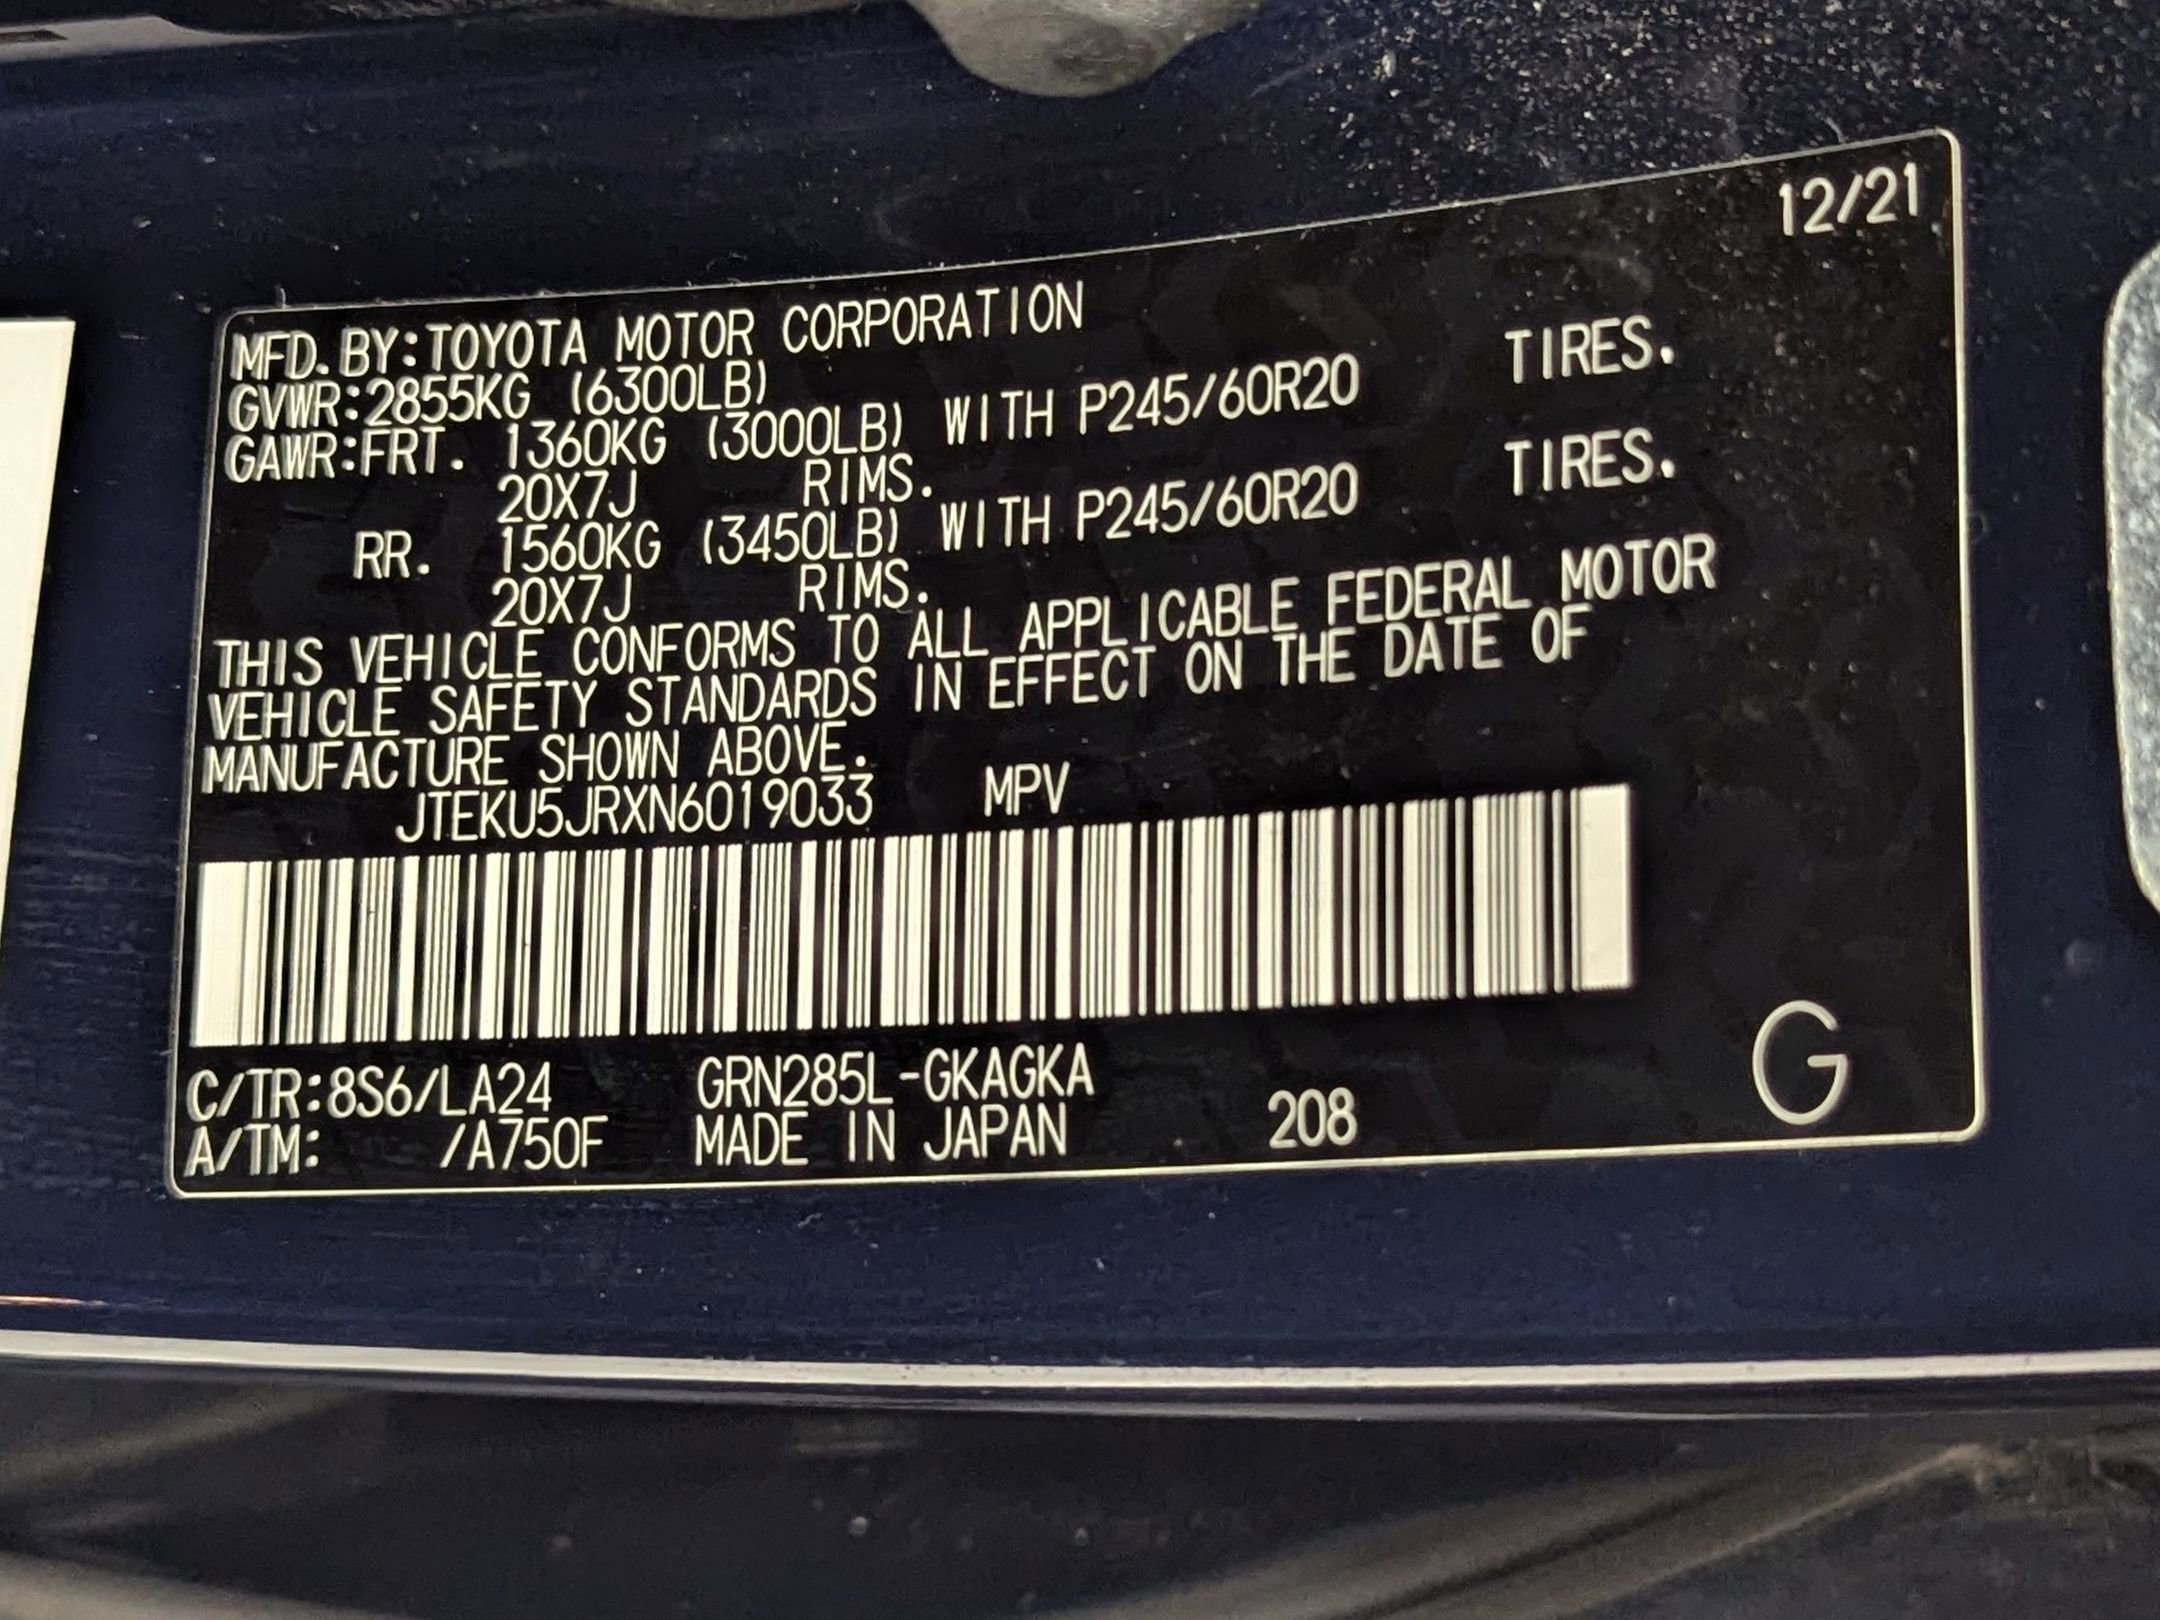 12/21
MFD. BY:TOYOTA MOTOR CORPORATION
GVWR:2855KG (6300LB)
GAWR:FRT. 1360KG (3000LB) WITH P245/60R20 TIRES.
20X7J RIMS.
RR. 1560KG (3450LB) WITH P245/60R20 TIRES.
20X7J RIMS.
THIS VEHICLE CONFORMS TO ALL APPLICABLE FEDERAL MOTOR
VEHICLE SAFETY STANDARDS IN EFFECT ON THE DATE OF
MANUFACTURE SHOWN ABOVE.
JTEKU5JRXN6019033 MPV
C/TR:8S6/LA24 GRN285L-GKAGKA
A/TM: /A750F MADE IN JAPAN 208 G